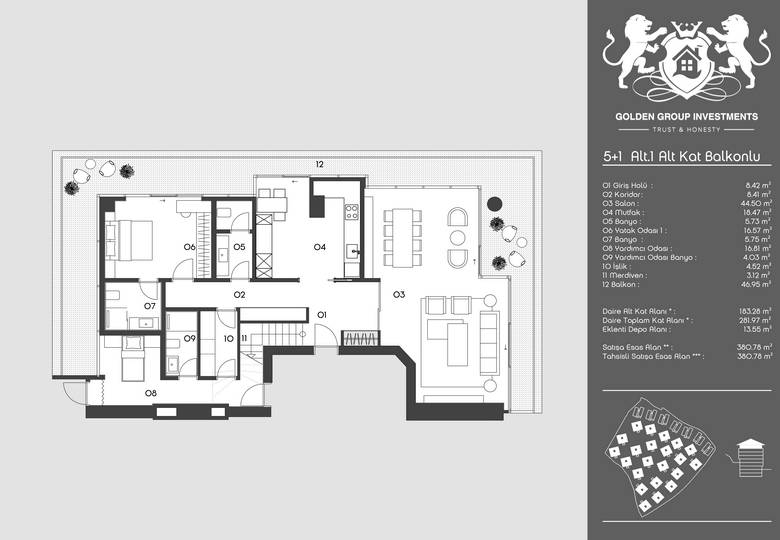 GOLDEN GROUP INVESTMENTS
TRUST & HONESTY
5+1 Alt.1 Alt Kat Balkonlu
01 Giriş Holü : 8.42 m²
02 Koridor: 8.41 m²
03 Salon : 44.50 m²
04 Mutfak : 18.47 m²
05 Banyo : 5.73 m²
06 Yatak Odası 1 : 16.57 m²
07 Banyo : 5.75 m²
08 Yardımcı Odası : 16.81 m²
09 Yardımcı Odası Banyo : 4.03 m²
10 Islık : 4.52 m²
11 Merdiven : 3.12 m²
12 Balkon : 46.95 m²
Daire Alt Kat Alanı * : 183.28 m²
Daire Toplam Kat Alanı * : 281.97 m²
Eklenti Depo Alanı : 13.55 m²
Satışa Esas Alan ** : 380.78 m²
Tahsisli Satışa Esas Alan *** : 380.78 m²
12
06
05
04
02
03
07
01
09
10
11
08